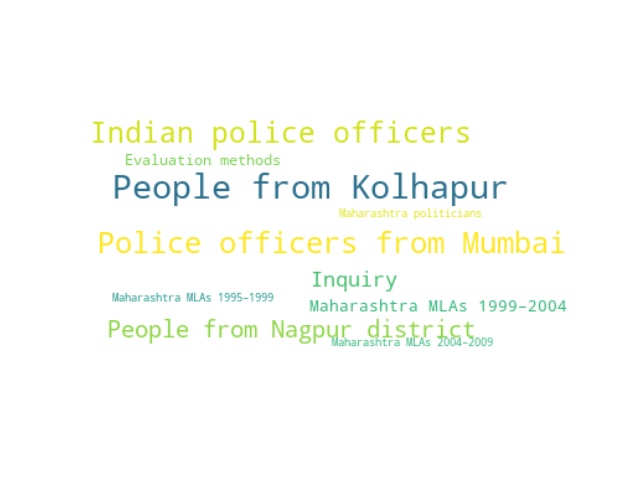 Indian police officers
Evaluation methods
People from Kolhapur
Maharashtra politicians
Police officers from Mumbai
Inquiry
Maharashtra MLAs 1995–1999
Maharashtra MLAs 1999–2004
People from Nagpur district
Maharashtra MLAs 2004–2009